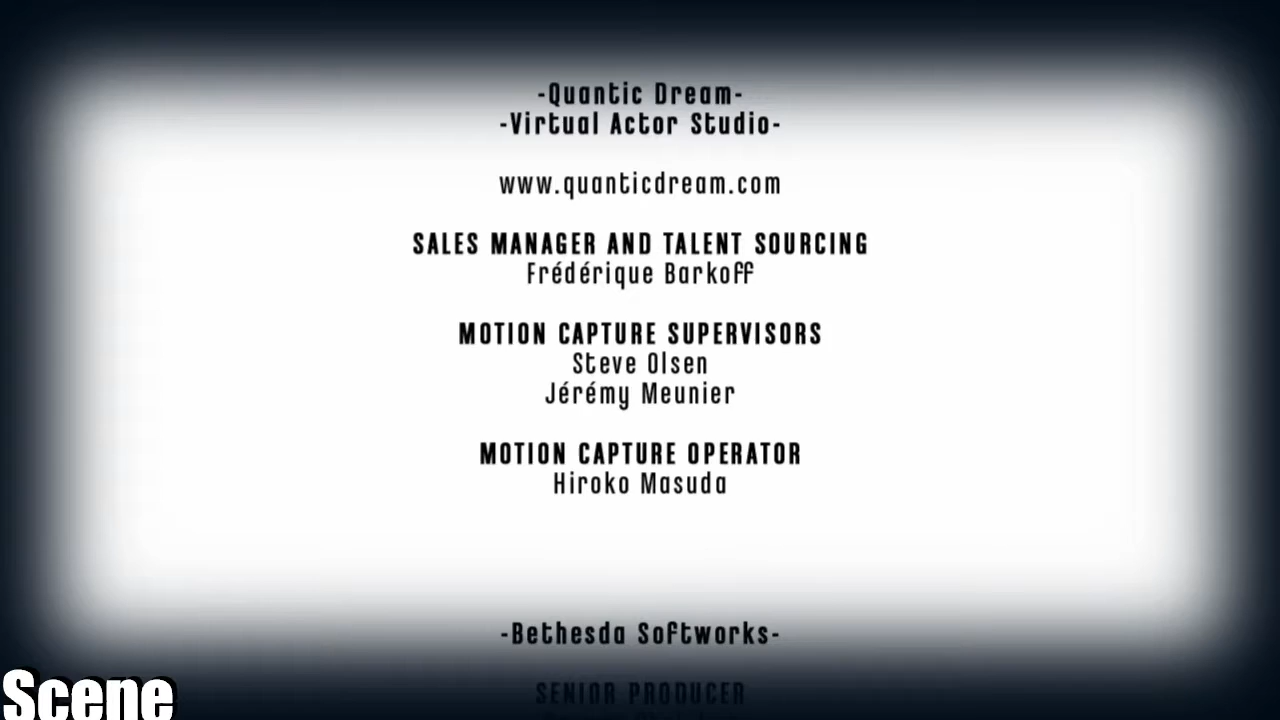 -Quantic Dream-
-Virtual Actor Studio-
www.quanticdream.com
SALES MANAGER AND TALENT SOURCING
Frédérique Barkoff
MOTION CAPTURE SUPERVISORS
Steve Olsen
Jérémy Meunier
MOTION CAPTURE OPERATOR
Hiroko Masuda
-Bethesda Softworks-
SENIOR PRODUCER
Scene